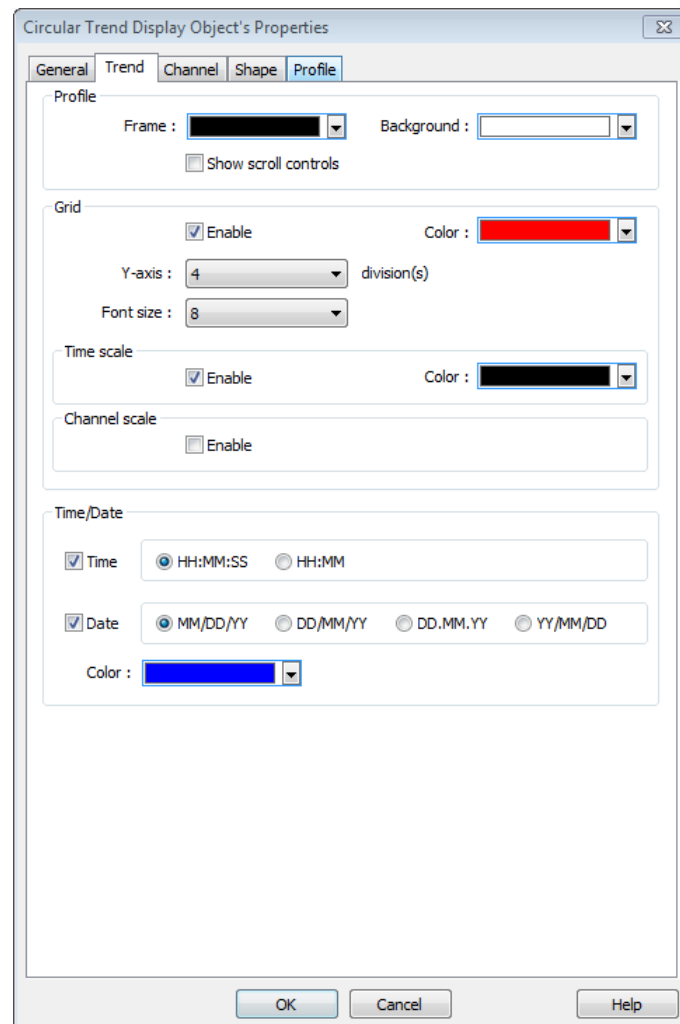 Circular Trend Display Object's Properties
General Trend Channel Shape Profile
Profile
Frame : Background :
Show scroll controls
Grid
Enable Color :
Y-axis : 4 division(s)
Font size : 8
Time scale
Enable Color :
Channel scale
Enable
Time/Date
Time HH:MM:SS HH:MM
Date MM/DD/YY DD/MM/YY DD.MM.YY YY/MM/DD
Color :
OK Cancel Help